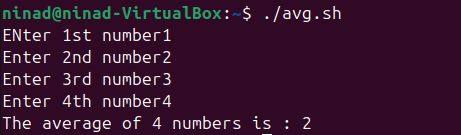 ninad@ninad-VirtualBox:~$ ./avg.sh
ENter 1st number1
Enter 2nd number2
Enter 3rd number3
Enter 4th number4
The average of 4 numbers is : 2